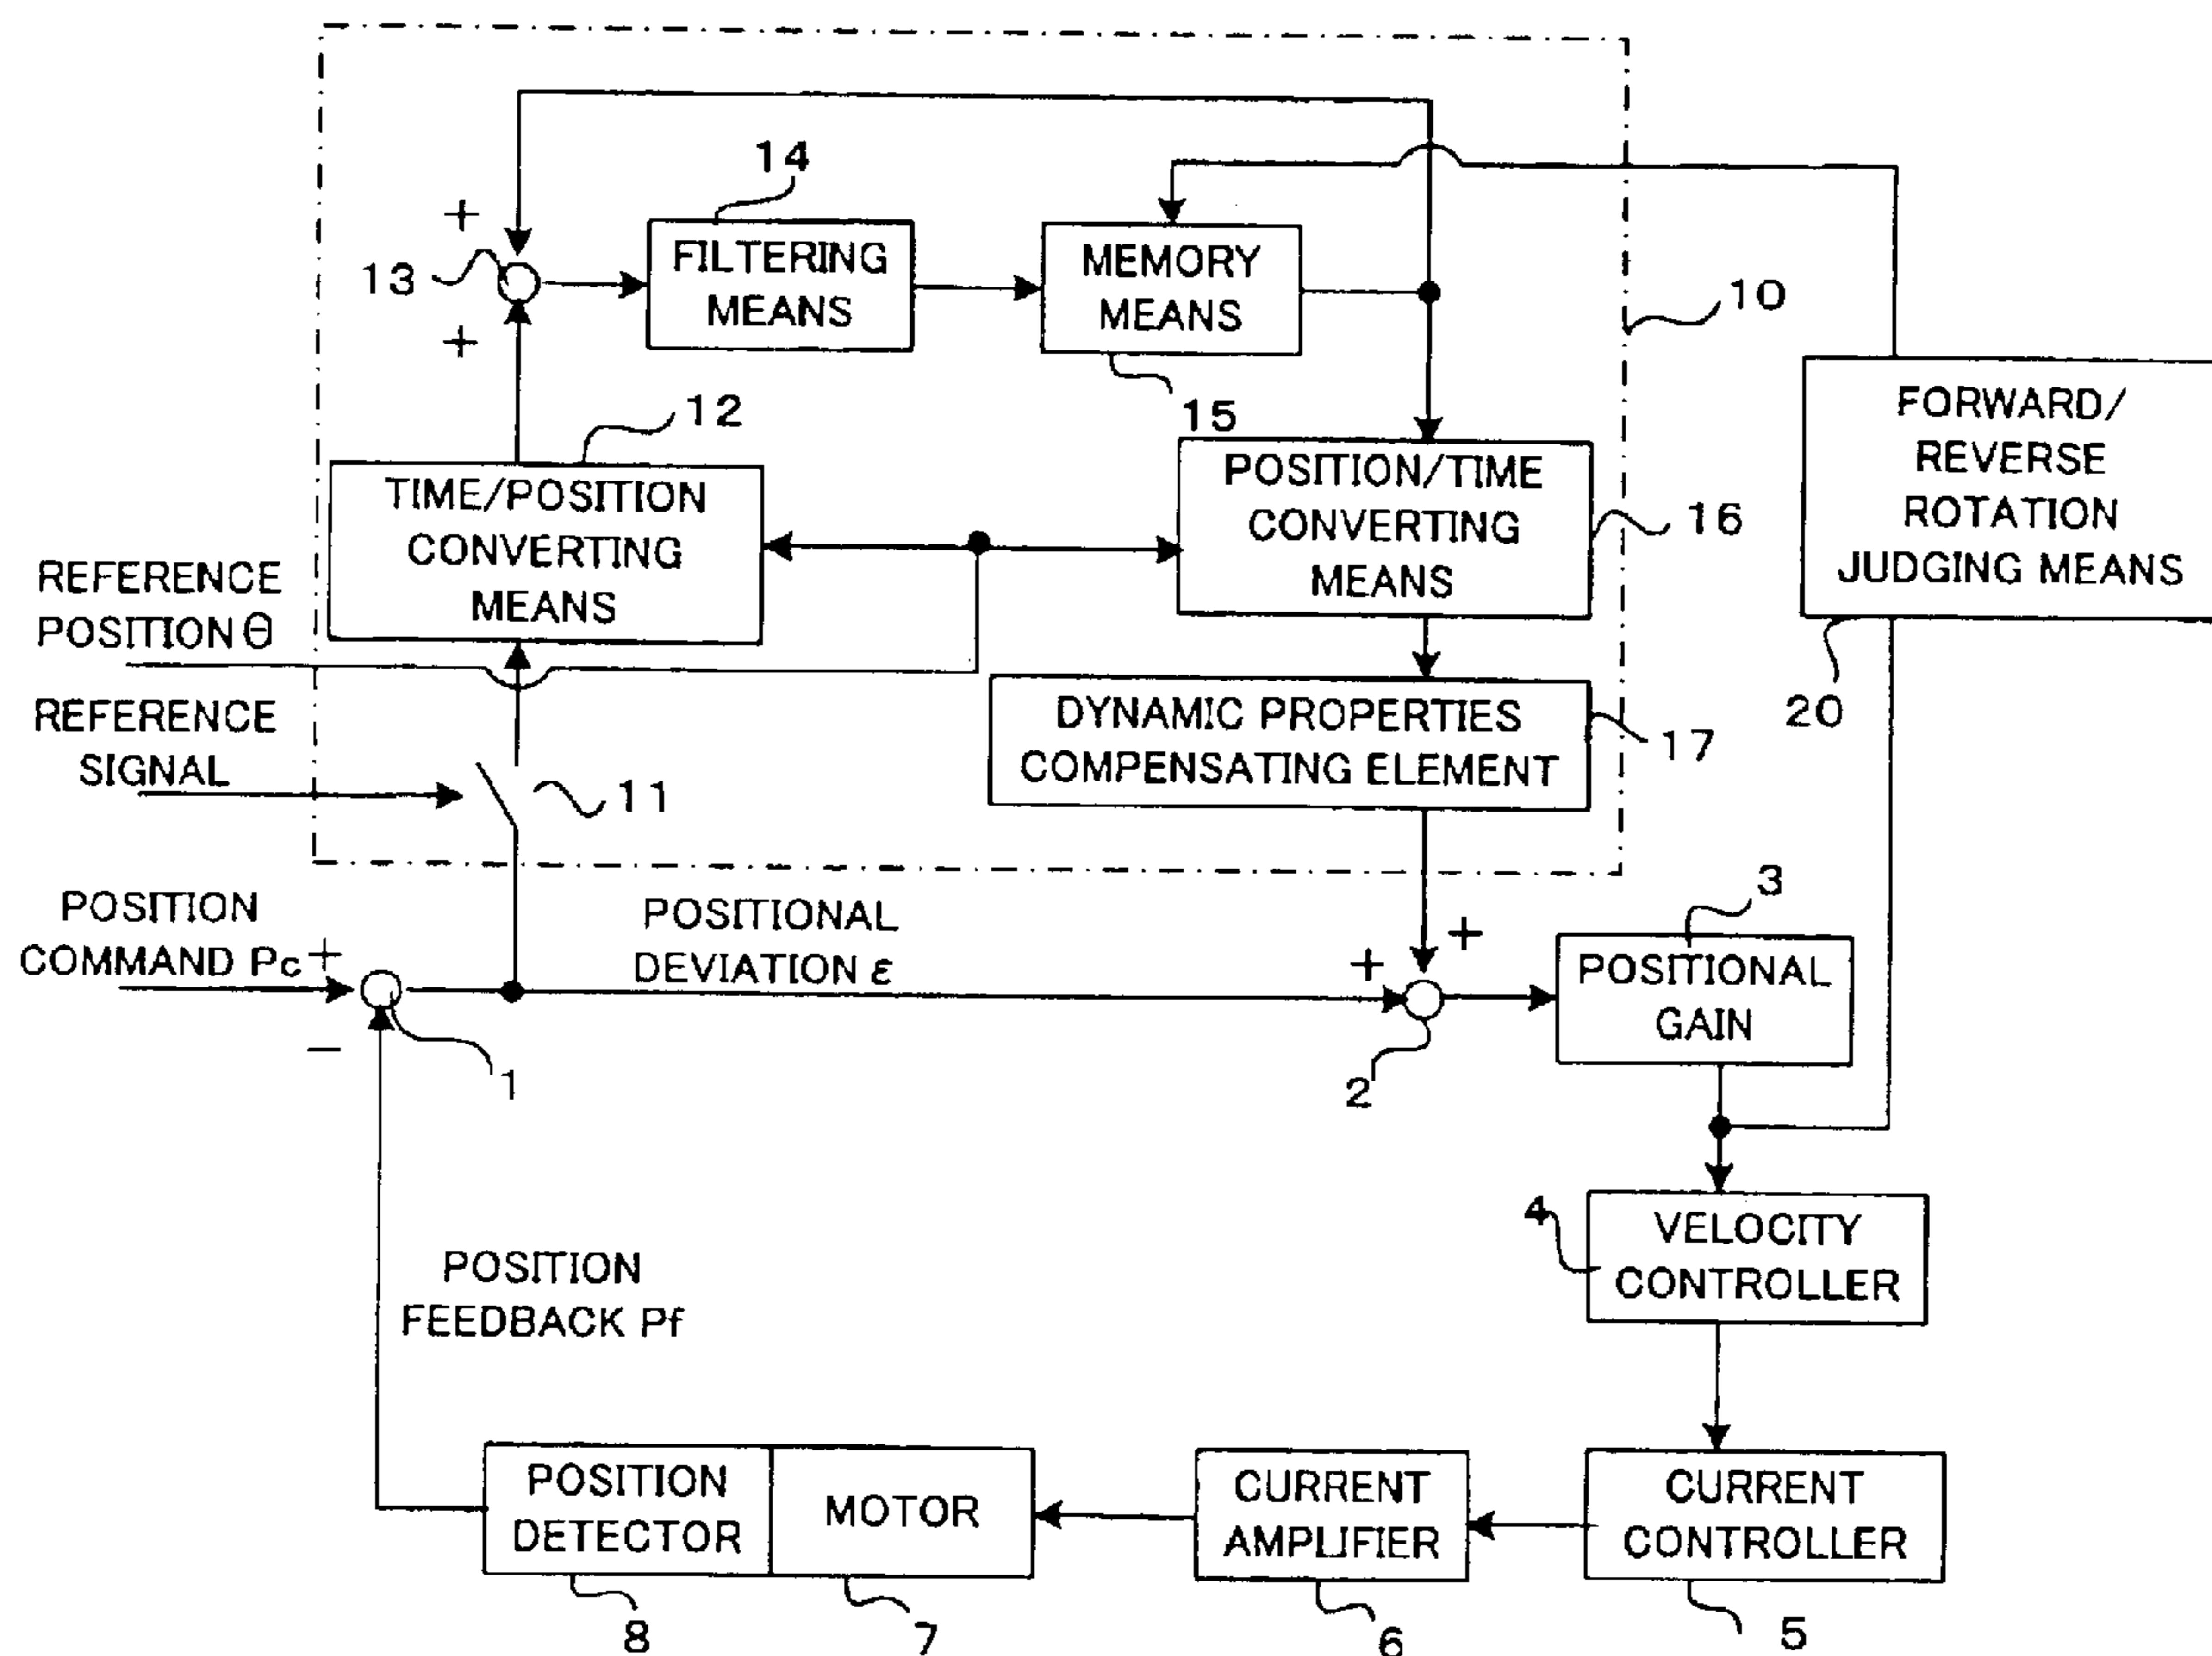 14
+
13
FILTERING
MEANS
MEMORY
MEANS
10
+
12
15
FORWARD/
REVERSE
ROTATION
JUDGING MEANS
TIME/POSITION
CONVERTING
MEANS
POSITION/TIME
CONVERTING
MEANS
16
REFERENCE
POSITION Θ
20
REFERENCE
SIGNAL
11
DYNAMIC PROPERTIES
COMPENSATING ELEMENT
17
POSITION
COMMAND Pc
+
−
1
POSITIONAL
DEVIATION ε
+
+
2
3
POSITIONAL
GAIN
4
VELOCITY
CONTROLLER
POSITION
FEEDBACK Pf
POSITION
DETECTOR
MOTOR
CURRENT
AMPLIFIER
CURRENT
CONTROLLER
8
7
6
5